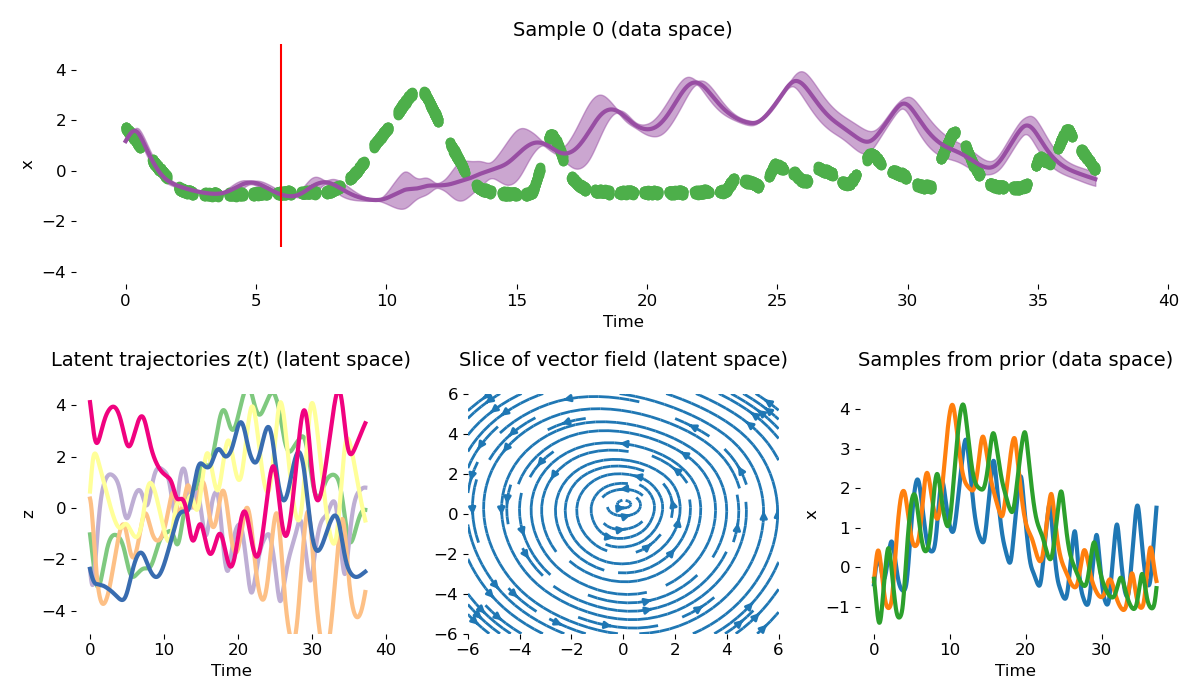 Sample 0 (data space)
4
2
0
−2
−4
x
0 5 10 15 20 25 30 35 40
Time
Latent trajectories z(t) (latent space)
4
2
0
−2
−4
z
0 10 20 30 40
Time
Slice of vector field (latent space)
6
4
2
0
−2
−4
−6
−6 −4 −2 0 2 4 6
Samples from prior (data space)
4
3
2
1
0
−1
x
0 10 20 30
Time